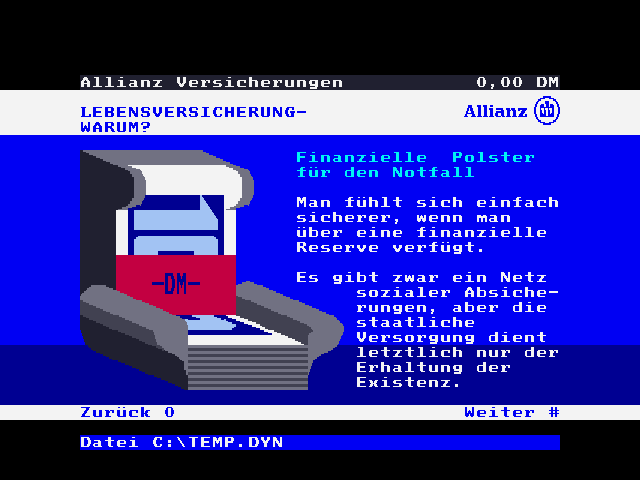 Allianz Versicherungen 0,00 DM
LEBENSVERSICHERUNG-
WARUM?
Allianz
Finanzielle Polster
für den Notfall
Man fühlt sich einfach
sicherer, wenn man
über eine finanzielle
Reserve verfügt.
-DM-
Es gibt zwar ein Netz
sozialer Absiche-
rungen, aber die
staatliche
Versorgung dient
letztlich nur der
Erhaltung der
Existenz.
Zurück 0 Weiter #
Datei C:\TEMP.DYN